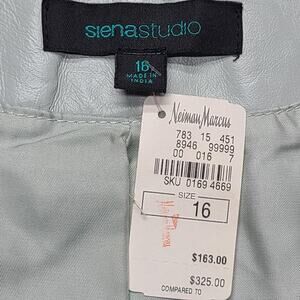 sienastudio
16
MADE IN
INDIA
Neiman Marcus
783 15 451
8946 99999
00 016 7
SKU 0169 4669
SIZE
16
$163.00
$325.00
COMPARED TO